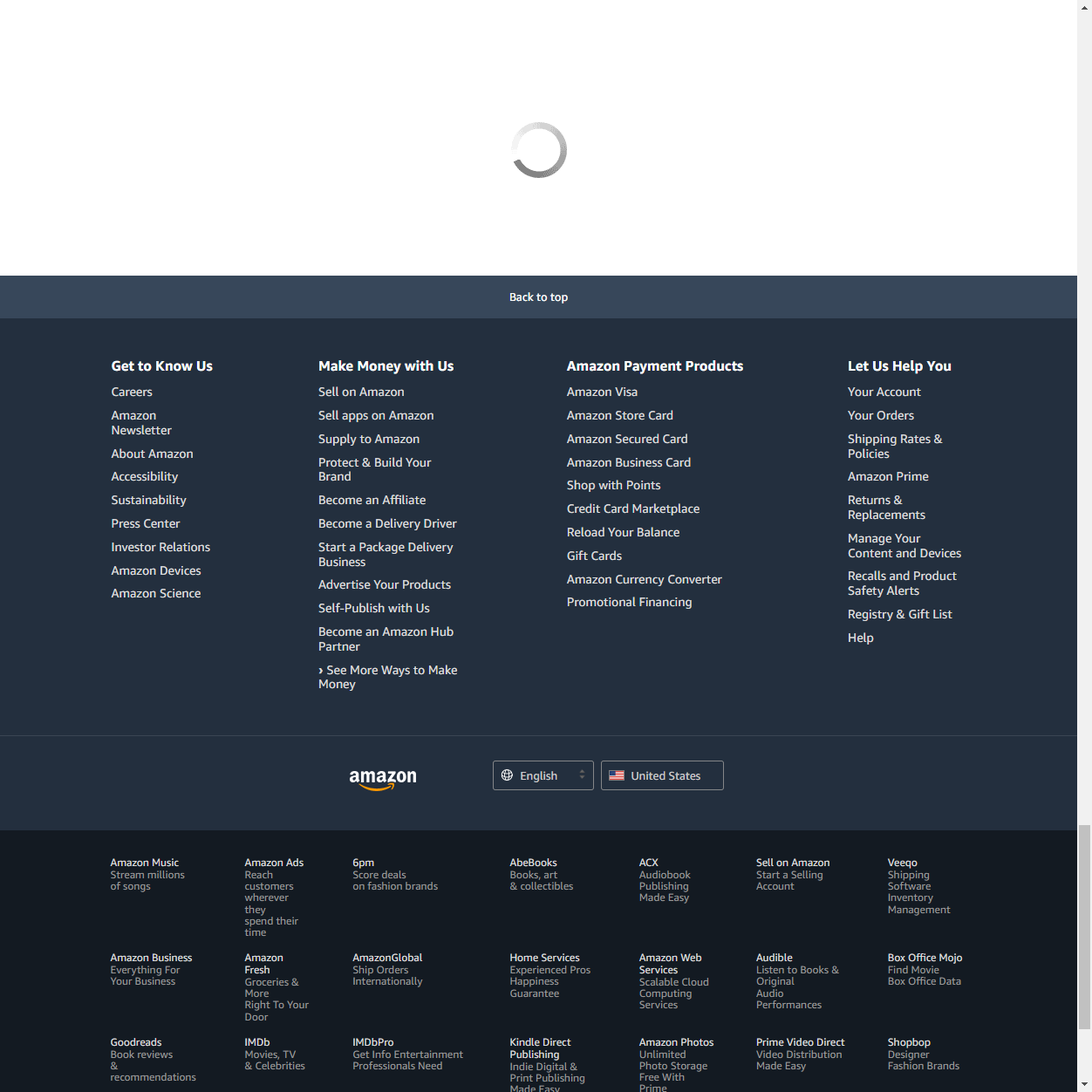 Back to top
Get to Know Us
Careers
Amazon
Newsletter
About Amazon
Accessibility
Sustainability
Press Center
Investor Relations
Amazon Devices
Amazon Science
Make Money with Us
Sell on Amazon
Sell apps on Amazon
Supply to Amazon
Protect & Build Your
Brand
Become an Affiliate
Become a Delivery Driver
Start a Package Delivery
Business
Advertise Your Products
Self-Publish with Us
Become an Amazon Hub
Partner
› See More Ways to Make
Money
Amazon Payment Products
Amazon Visa
Amazon Store Card
Amazon Secured Card
Amazon Business Card
Shop with Points
Credit Card Marketplace
Reload Your Balance
Gift Cards
Amazon Currency Converter
Promotional Financing
Let Us Help You
Your Account
Your Orders
Shipping Rates &
Policies
Amazon Prime
Returns &
Replacements
Manage Your
Content and Devices
Recalls and Product
Safety Alerts
Registry & Gift List
Help
amazon
English
United States
Amazon Music
Stream millions
of songs
Amazon Ads
Reach
customers
wherever
they
spend their
time
6pm
Score deals
on fashion brands
AbeBooks
Books, art
& collectibles
ACX
Audiobook
Publishing
Made Easy
Sell on Amazon
Start a Selling
Account
Veeqo
Shipping
Software
Inventory
Management
Amazon Business
Everything For
Your Business
Amazon
Fresh
Groceries &
More
Right To Your
Door
AmazonGlobal
Ship Orders
Internationally
Home Services
Experienced Pros
Happiness
Guarantee
Amazon Web
Services
Scalable Cloud
Computing
Services
Audible
Listen to Books &
Original
Audio
Performances
Box Office Mojo
Find Movie
Box Office Data
Goodreads
Book reviews
&
recommendations
IMDb
Movies, TV
& Celebrities
IMDbPro
Get Info Entertainment
Professionals Need
Kindle Direct
Publishing
Indie Digital &
Print Publishing
Made Easy
Amazon Photos
Unlimited
Photo Storage
Free With
Prime
Prime Video Direct
Video Distribution
Made Easy
Shopbop
Designer
Fashion Brands